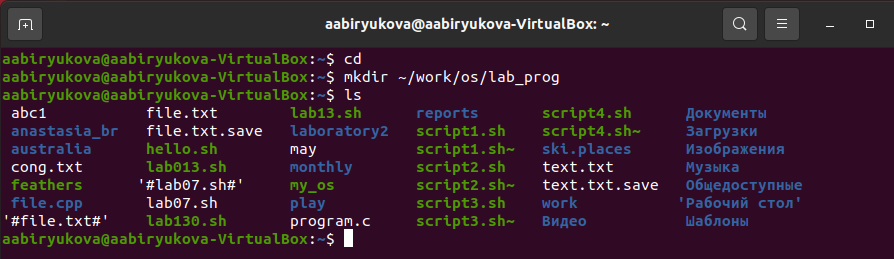 aabiryukova@aabiryukova-VirtualBox: ~
aabiryukova@aabiryukova-VirtualBox:~$ cd
aabiryukova@aabiryukova-VirtualBox:~$ mkdir ~/work/os/lab_prog
aabiryukova@aabiryukova-VirtualBox:~$ ls
abc1 file.txt lab13.sh reports script4.sh Документы
anastasia_br file.txt.save laboratory2 script1.sh script4.sh~ Загрузки
australia hello.sh may script1.sh~ ski.places Изображения
cong.txt lab013.sh monthly script2.sh text.txt Музыка
feathers '#lab07.sh#' my_os script2.sh~ text.txt.save Общедоступные
file.cpp lab07.sh play script3.sh work 'Рабочий стол'
'#file.txt#' lab130.sh program.c script3.sh~ Видео Шаблоны
aabiryukova@aabiryukova-VirtualBox:~$